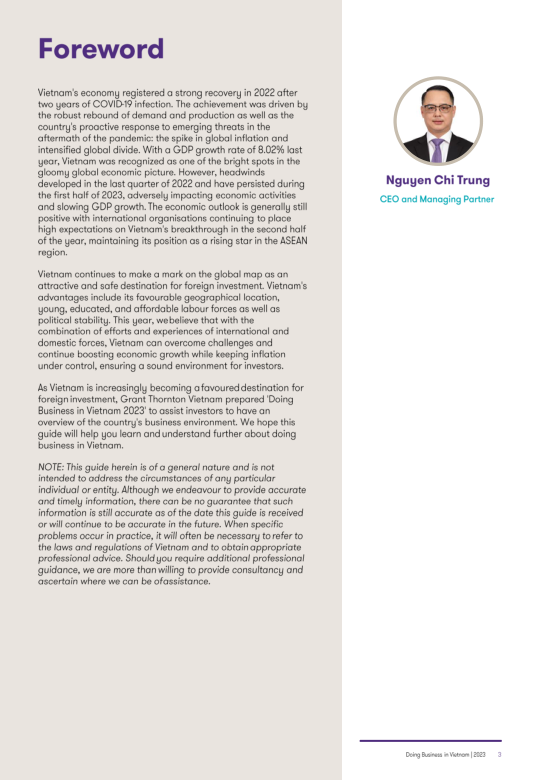 Foreword
Vietnam's economy registered a strong recovery in 2022 after
two years of COVID-19 infection. The achievement was driven by
the robust rebound of demand and production as well as the
country's proactive response to emerging threats in the
aftermath of the pandemic: the spike in global inflation and
intensified global divide. With a GDP growth rate of 8.02% last
year, Vietnam was recognized as one of the bright spots in the
gloomy global economic picture. However, headwinds
developed in the last quarter of 2022 and have persisted during
the first half of 2023, adversely impacting economic activities
and slowing GDP growth. The economic outlook is generally still
positive with international organisations continuing to place
high expectations on Vietnam's breakthrough in the second half
of the year, maintaining its position as a rising star in the ASEAN
region.
Vietnam continues to make a mark on the global map as an
attractive and safe destination for foreign investment. Vietnam's
advantages include its favourable geographical location,
young, educated, and affordable labour forces as well as
political stability. This year, webelieve that with the
combination of efforts and experiences of international and
domestic forces, Vietnam can overcome challenges and
continue boosting economic growth while keeping inflation
under control, ensuring a sound environment for investors.
As Vietnam is increasingly becoming a favoured destination for
foreign investment, Grant Thornton Vietnam prepared 'Doing
Business in Vietnam 2023' to assist investors to have an
overview of the country's business environment. We hope this
guide will help you learn and understand further about doing
business in Vietnam.
NOTE: This guide herein is of a general nature and is not
intended to address the circumstances of any particular
individual or entity. Although we endeavour to provide accurate
and timely information, there can be no guarantee that such
information is still accurate as of the date this guide is received
or will continue to be accurate in the future. When specific
problems occur in practice, it will often be necessary to refer to
the laws and regulations of Vietnam and to obtain appropriate
professional advice. Should you require additional professional
guidance, we are more than willing to provide consultancy and
ascertain where we can be of assistance.
Nguyen Chi Trung
CEO and Managing Partner
Doing Business in Vietnam | 2023 3